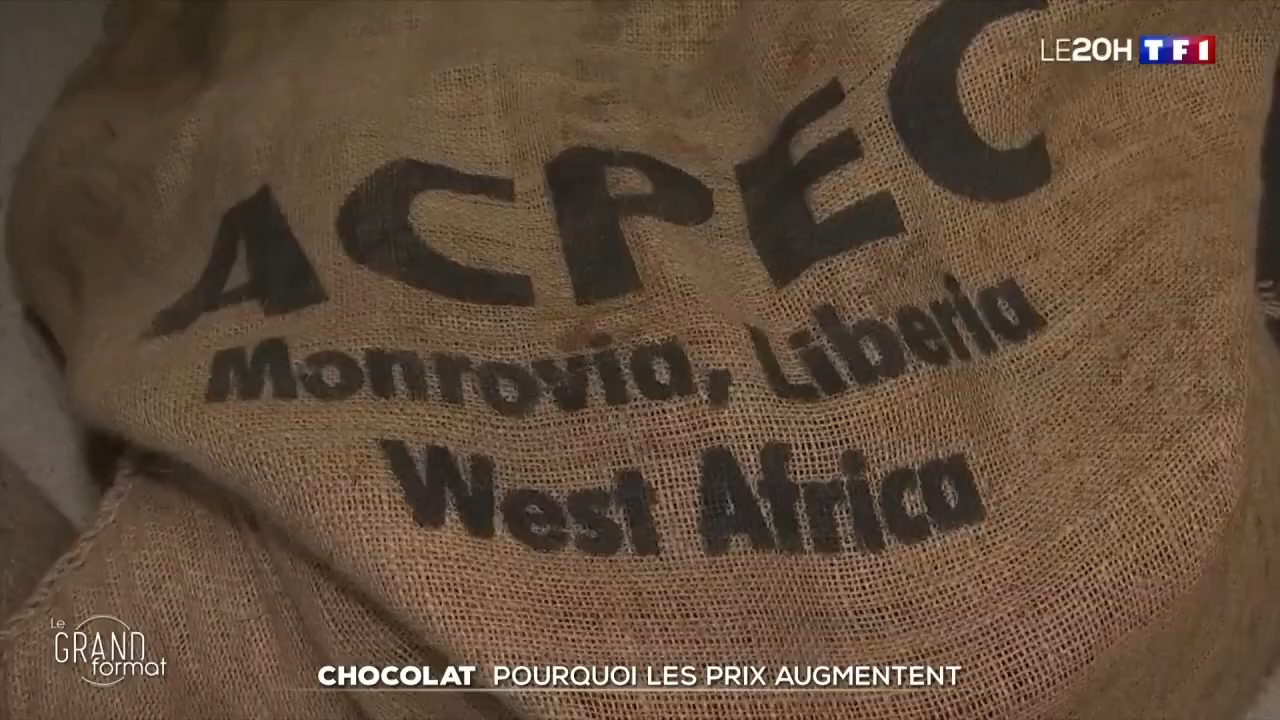 LE20H TF1
ACPEC
Monrovia, Liberia
West Africa
Le
GRAND
format
CHOCOLAT POURQUOI LES PRIX AUGMENTENT